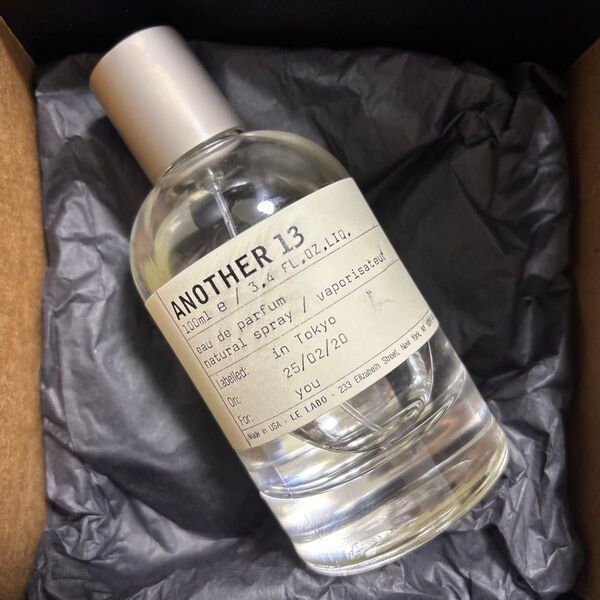 ANOTHER 13
100ml e / 3.4 FL.OZ.LIQ.
eau de parfum
natural spray / vaporisateur
Labelled: in Tokyo
On: 25/02/20
For: you
Made in USA - LE LABO - 233 Elizabeth Street, New York, NY